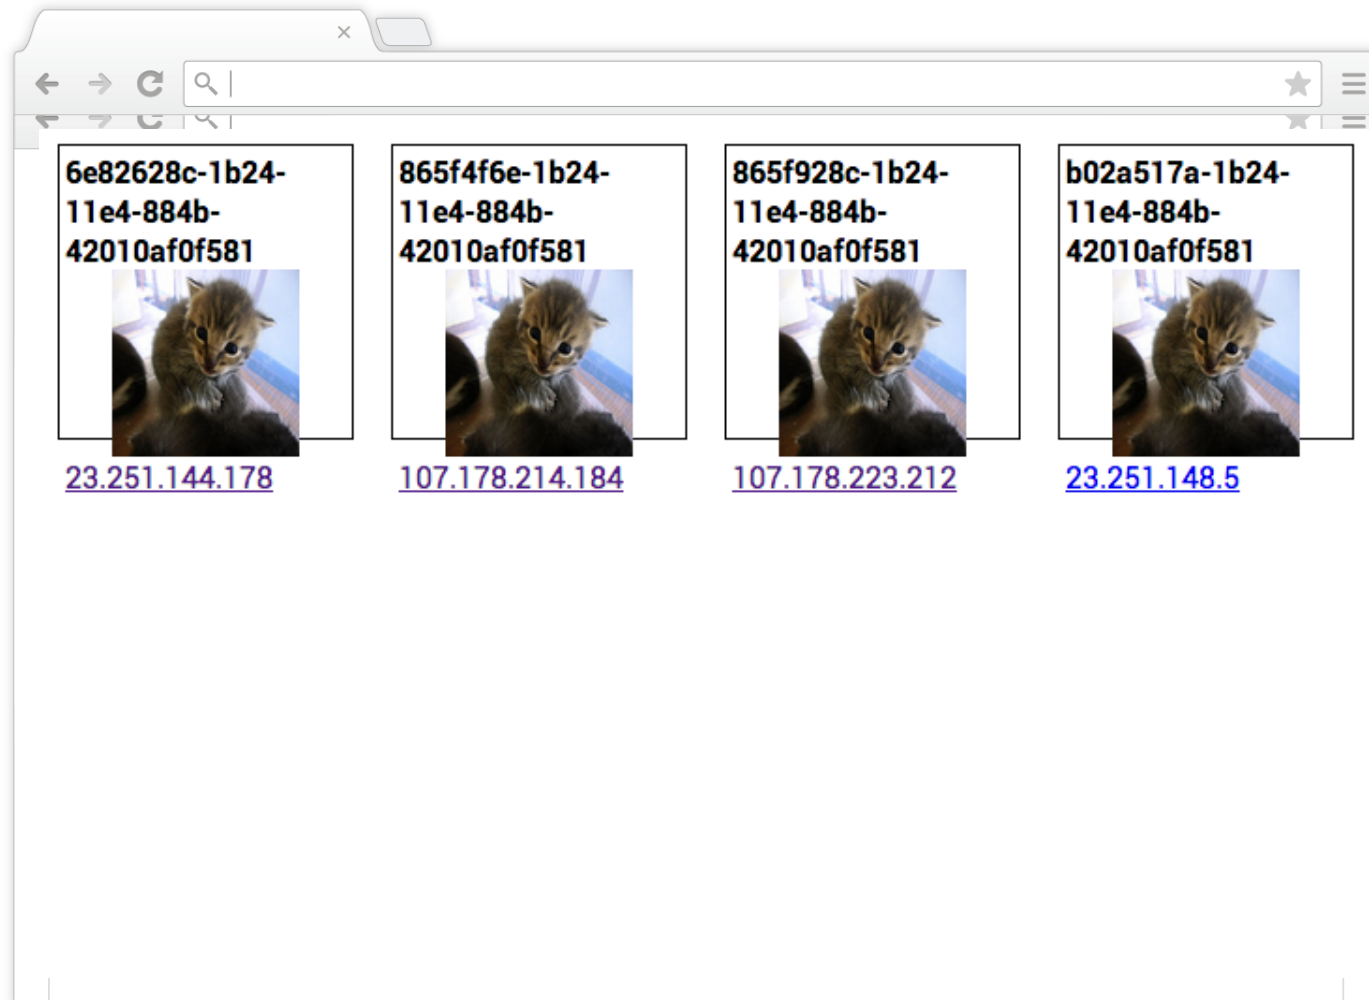 6e82628c-1b24-
11e4-884b-
42010af0f581
23.251.144.178
865f4f6e-1b24-
11e4-884b-
42010af0f581
107.178.214.184
865f928c-1b24-
11e4-884b-
42010af0f581
107.178.223.212
b02a517a-1b24-
11e4-884b-
42010af0f581
23.251.148.5